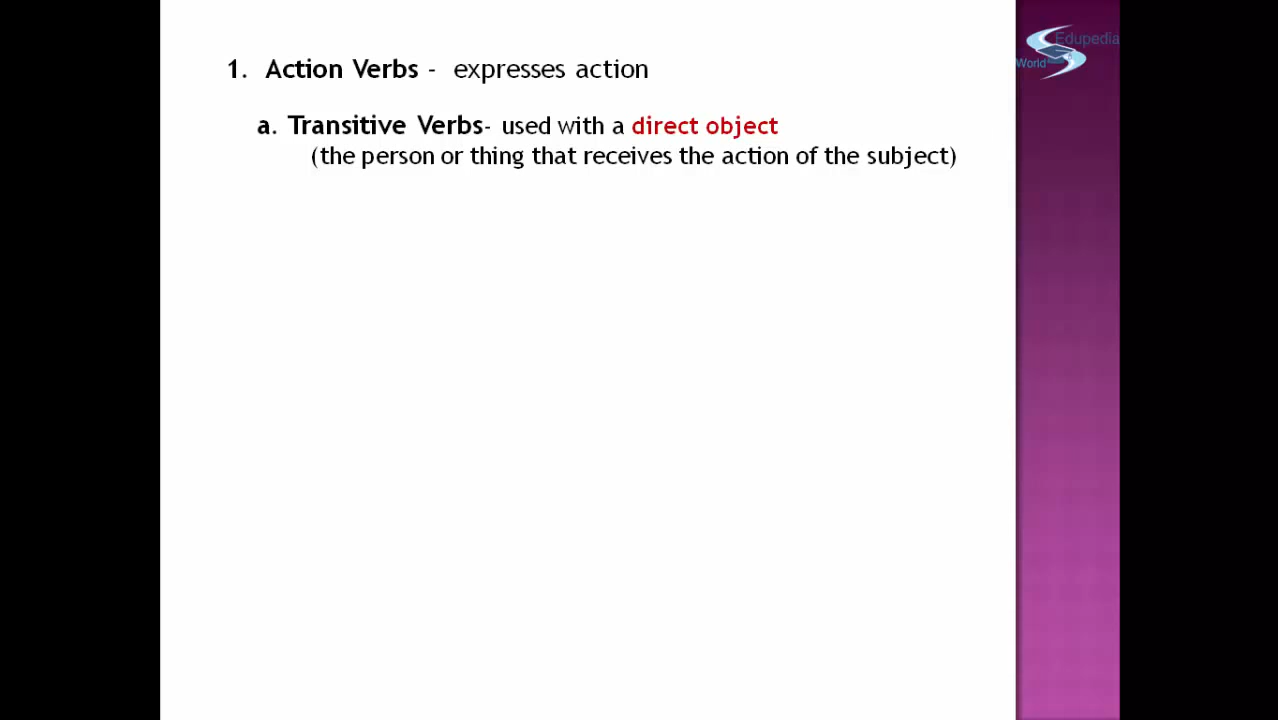 1. Action Verbs - expresses action
a. Transitive Verbs- used with a direct object
(the person or thing that receives the action of the subject)
Edupedia
World